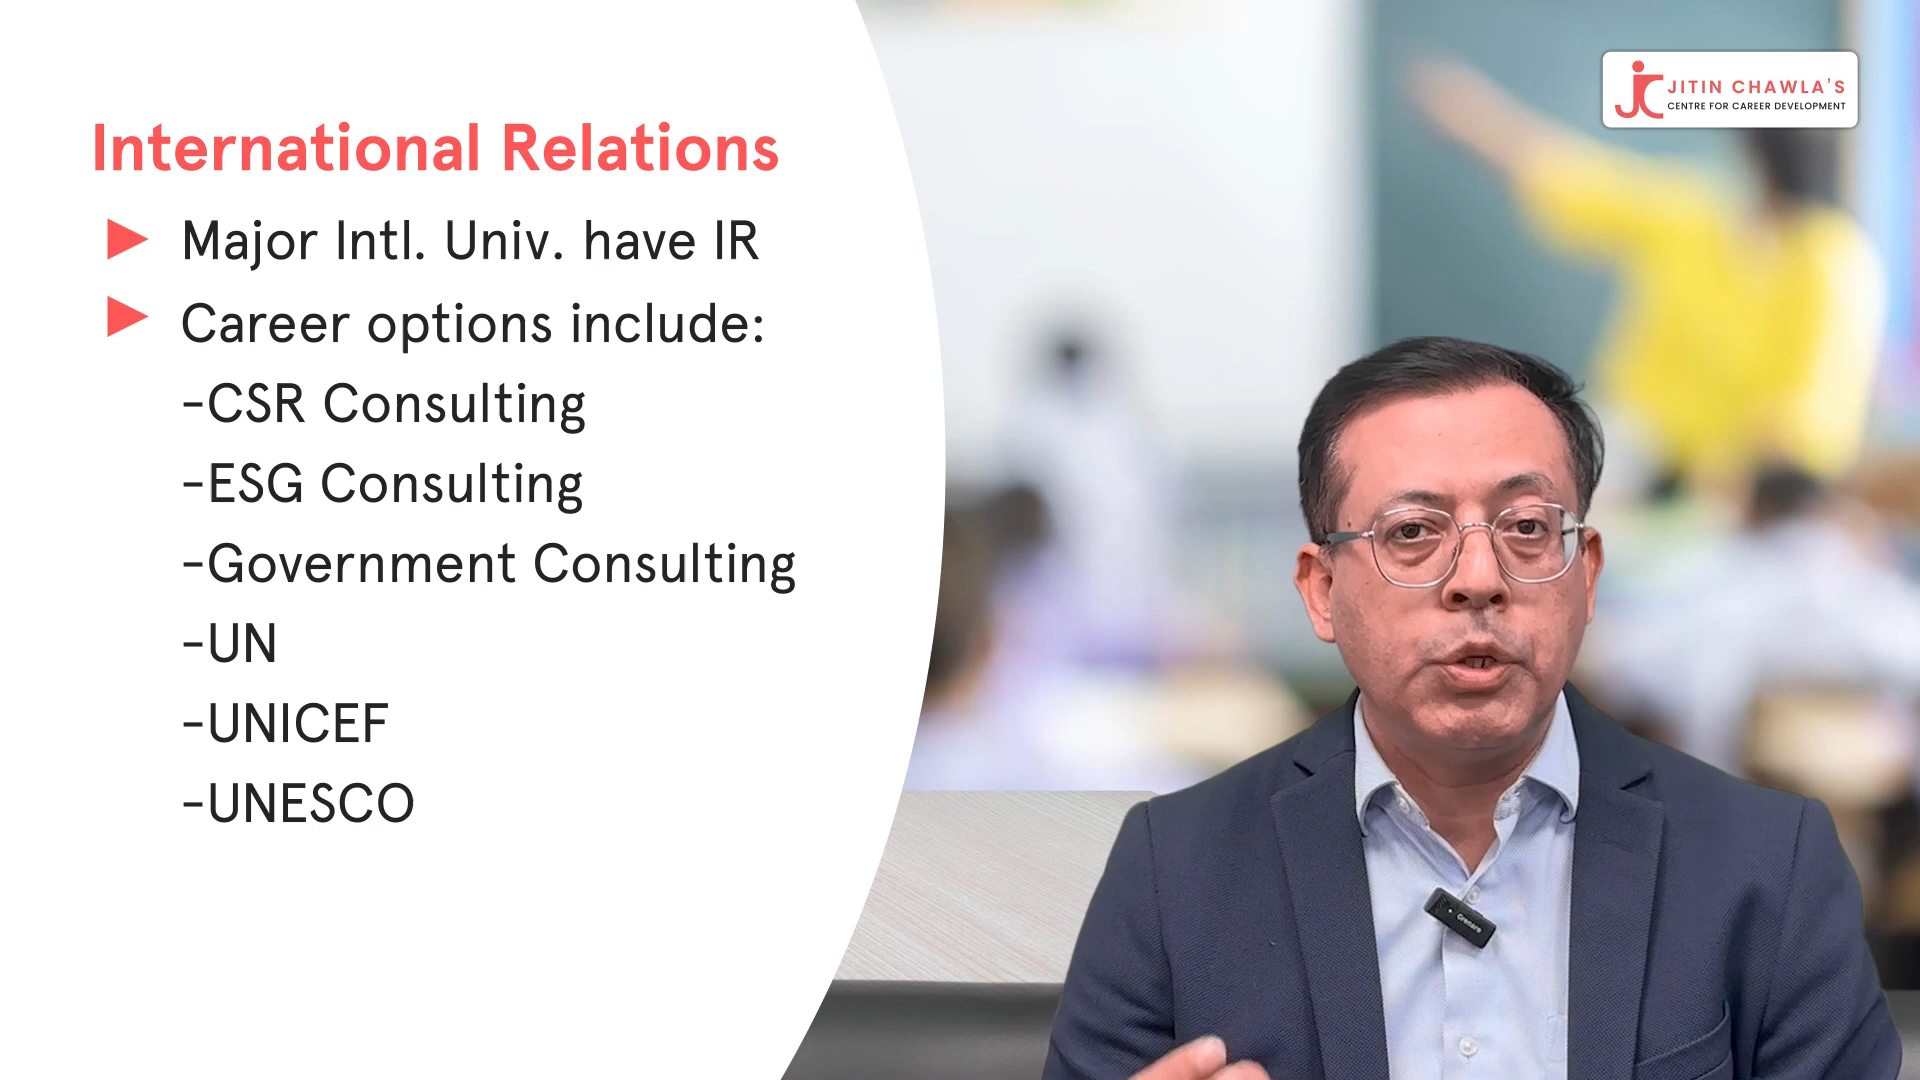 International Relations
Major Intl. Univ. have IR
Career options include:
-CSR Consulting
-ESG Consulting
-Government Consulting
-UN
-UNICEF
-UNESCO
JITIN CHAWLA'S
CENTRE FOR CAREER DEVELOPMENT